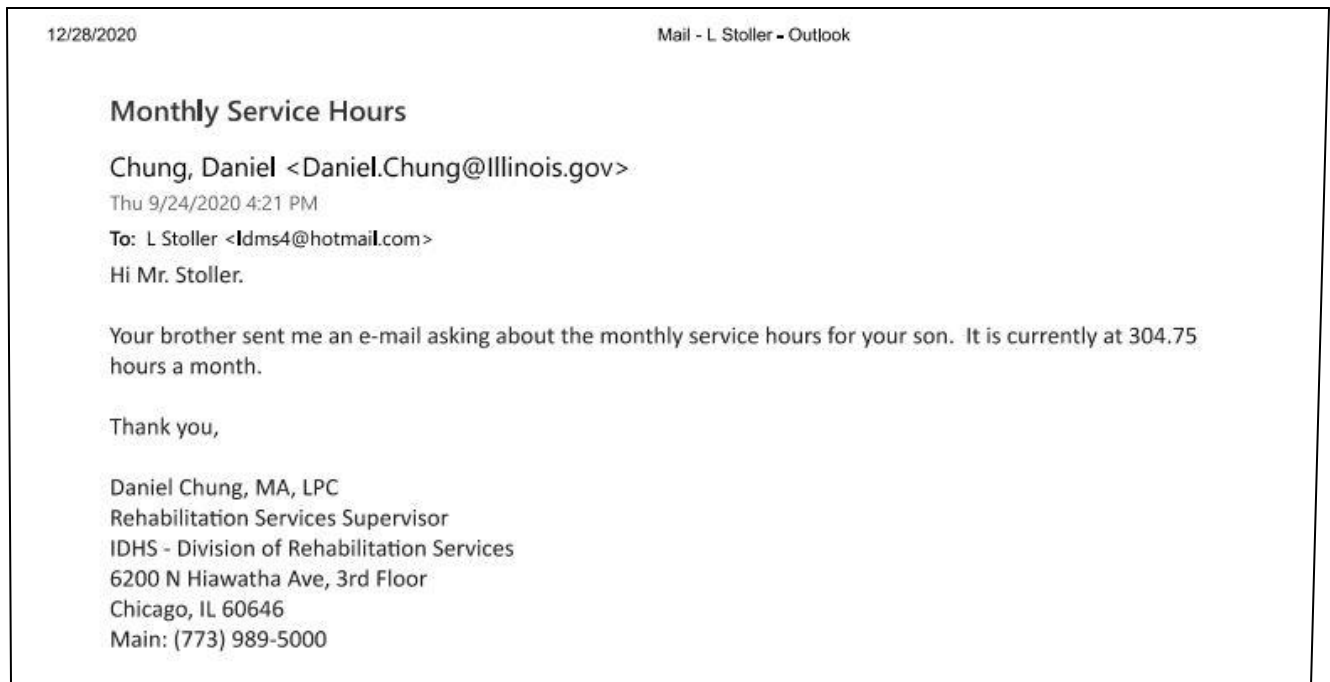 12/28/2020 Mail - L Stoller - Outlook
Monthly Service Hours
Chung, Daniel <Daniel.Chung@Illinois.gov>
Thu 9/24/2020 4:21 PM
To: L Stoller <ldms4@hotmail.com>
Hi Mr. Stoller.
Your brother sent me an e-mail asking about the monthly service hours for your son. It is currently at 304.75
hours a month.
Thank you,
Daniel Chung, MA, LPC
Rehabilitation Services Supervisor
IDHS - Division of Rehabilitation Services
6200 N Hiawatha Ave, 3rd Floor
Chicago, IL 60646
Main: (773) 989-5000